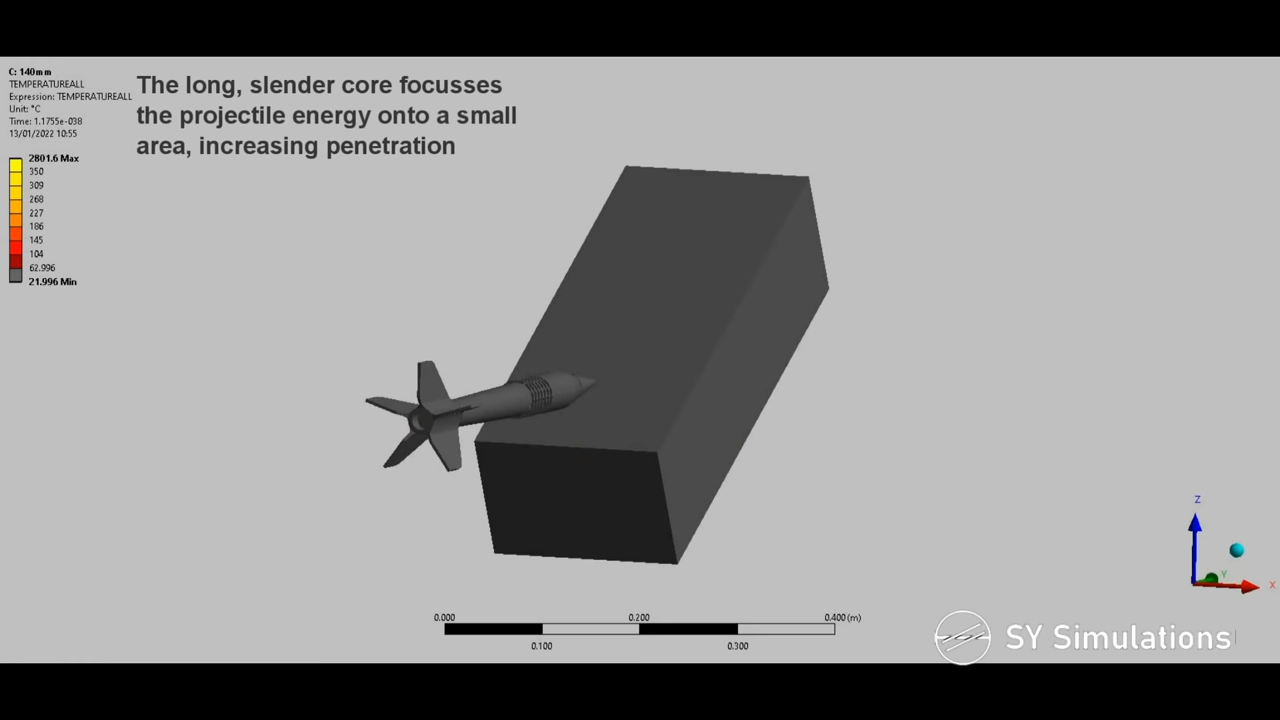 C: 140mm
TEMPERATUREALL
Expression: TEMPERATUREALL
Unit: °C
Time: 1.1755e-038
13/01/2022 10:55
2801.6 Max
350
309
268
227
186
145
104
62.996
21.996 Min
The long, slender core focusses
the projectile energy onto a small
area, increasing penetration
0.000 0.200 0.400 (m)
0.100 0.300
Z
Y
X
SY Simulations